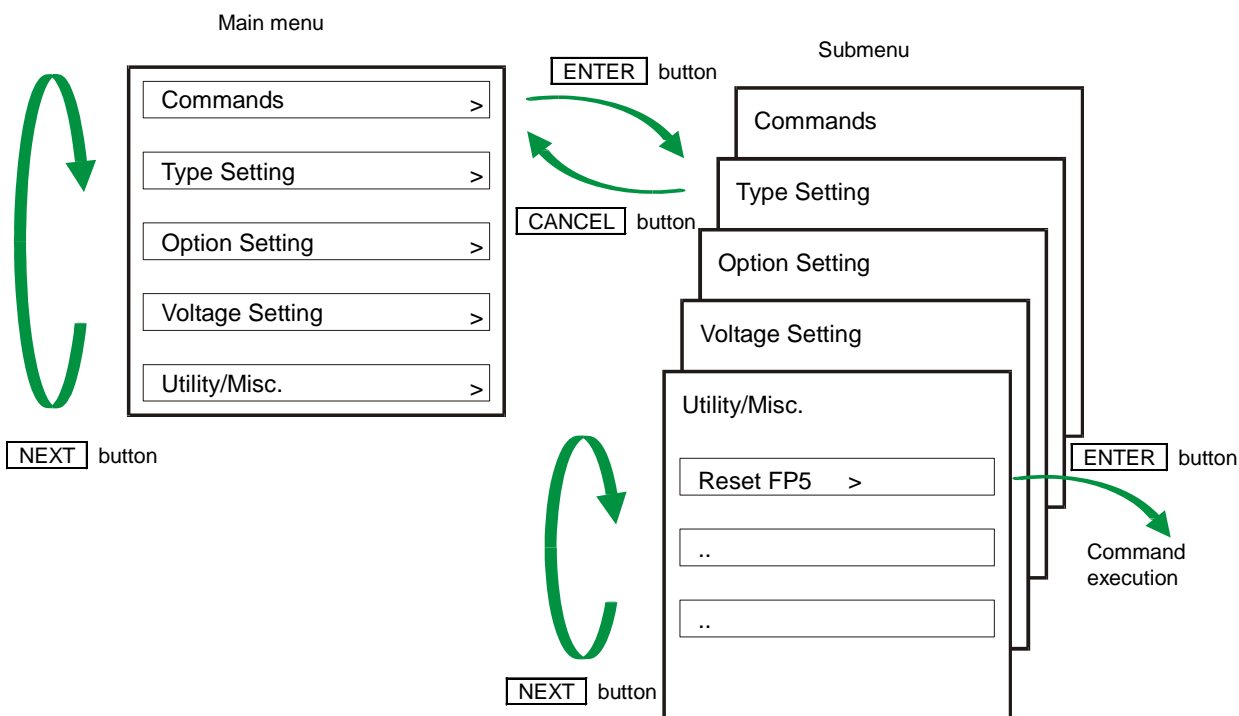 Main menu
Commands >
Type Setting >
Option Setting >
Voltage Setting >
Utility/Misc. >
NEXT button
ENTER button
CANCEL button
Submenu
Commands
Type Setting
Option Setting
Voltage Setting
Utility/Misc.
Reset FP5 >
..
..
NEXT button
ENTER button
Command
execution